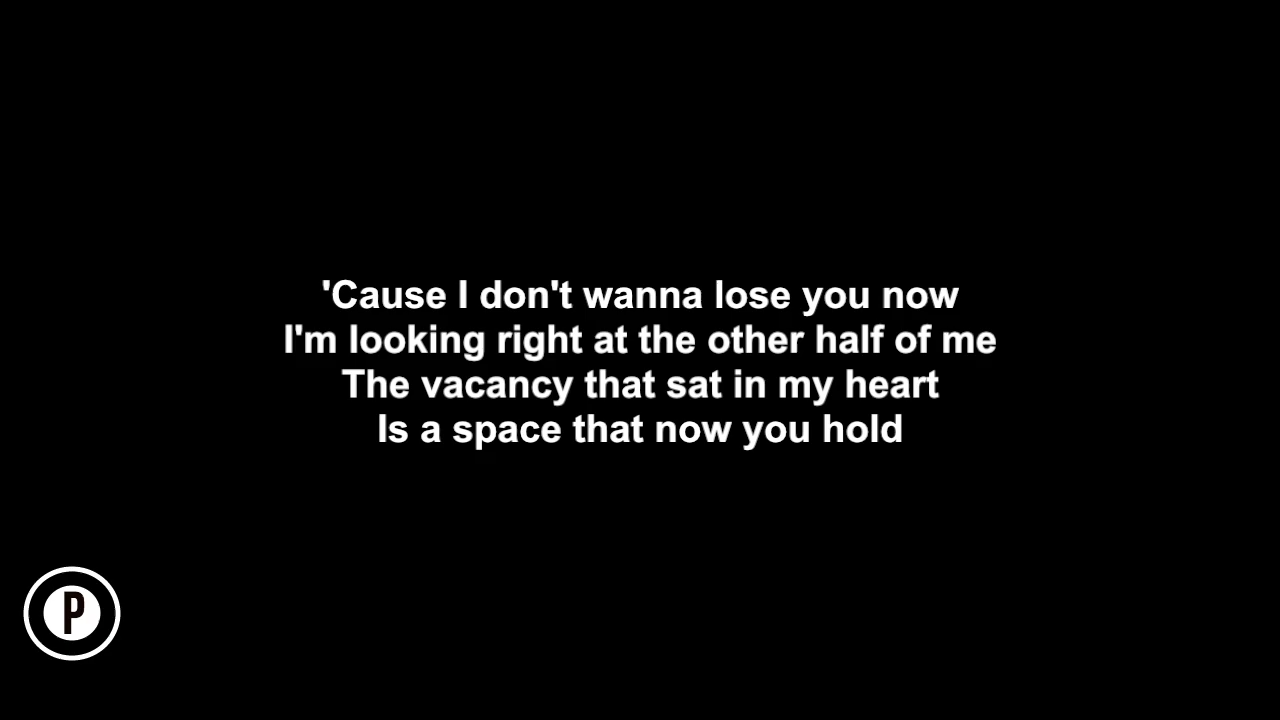 'Cause I don't wanna lose you now
I'm looking right at the other half of me
The vacancy that sat in my heart
Is a space that now you hold
P